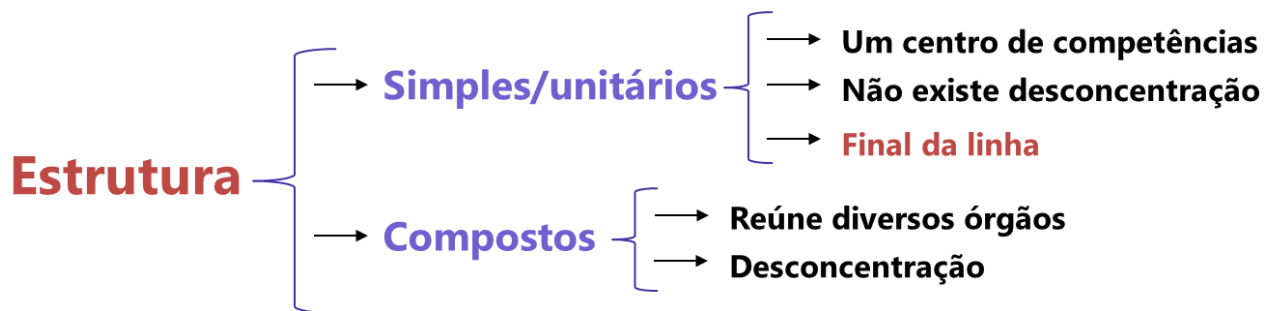 Estrutura
Simples/unitários
Um centro de competências
Não existe desconcentração
Final da linha
Compostos
Reúne diversos órgãos
Desconcentração